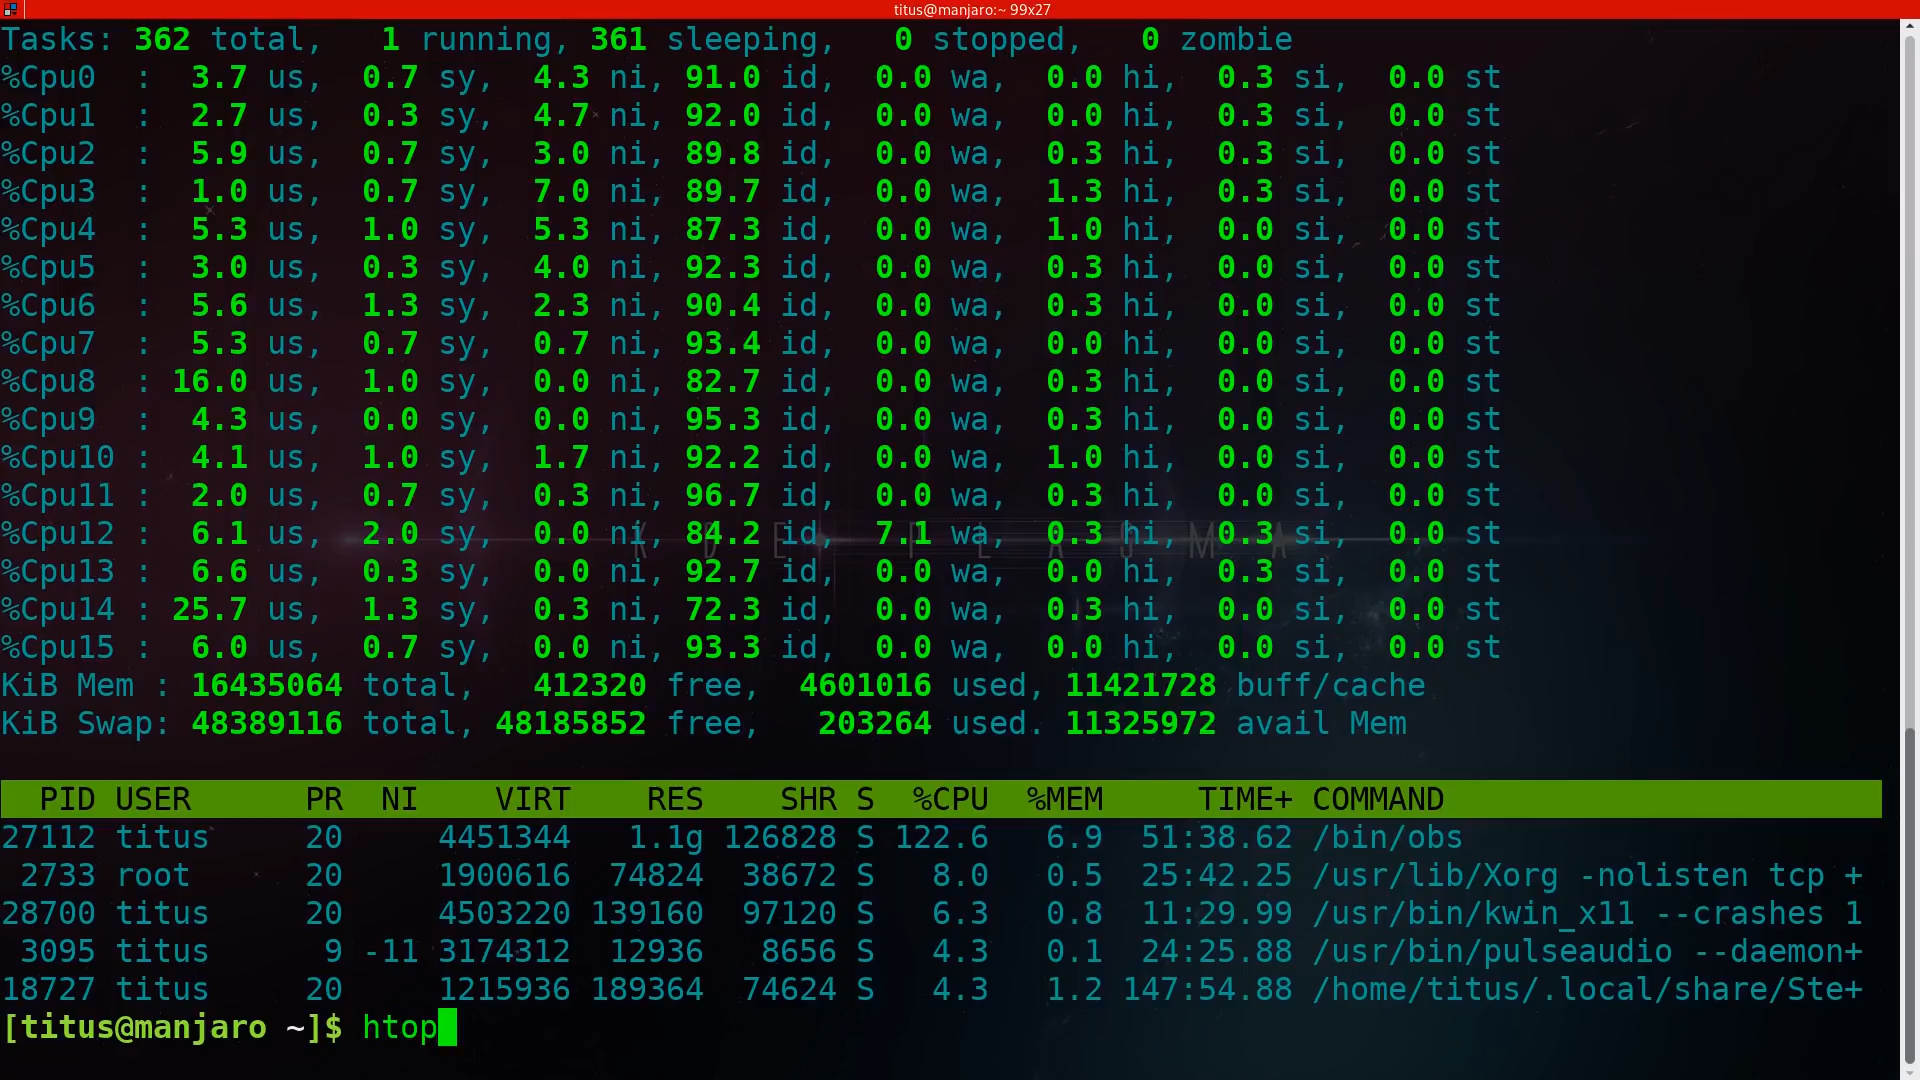 titus@manjaro:~ 99x27
Tasks: 362 total, 1 running, 361 sleeping, 0 stopped, 0 zombie
%Cpu0 : 3.7 us, 0.7 sy, 4.3 ni, 91.0 id, 0.0 wa, 0.0 hi, 0.3 si, 0.0 st
%Cpu1 : 2.7 us, 0.3 sy, 4.7 ni, 92.0 id, 0.0 wa, 0.0 hi, 0.3 si, 0.0 st
%Cpu2 : 5.9 us, 0.7 sy, 3.0 ni, 89.8 id, 0.0 wa, 0.3 hi, 0.3 si, 0.0 st
%Cpu3 : 1.0 us, 0.7 sy, 7.0 ni, 89.7 id, 0.0 wa, 1.3 hi, 0.3 si, 0.0 st
%Cpu4 : 5.3 us, 1.0 sy, 5.3 ni, 87.3 id, 0.0 wa, 1.0 hi, 0.0 si, 0.0 st
%Cpu5 : 3.0 us, 0.3 sy, 4.0 ni, 92.3 id, 0.0 wa, 0.3 hi, 0.0 si, 0.0 st
%Cpu6 : 5.6 us, 1.3 sy, 2.3 ni, 90.4 id, 0.0 wa, 0.3 hi, 0.0 si, 0.0 st
%Cpu7 : 5.3 us, 0.7 sy, 0.7 ni, 93.4 id, 0.0 wa, 0.0 hi, 0.0 si, 0.0 st
%Cpu8 : 16.0 us, 1.0 sy, 0.0 ni, 82.7 id, 0.0 wa, 0.3 hi, 0.0 si, 0.0 st
%Cpu9 : 4.3 us, 0.0 sy, 0.0 ni, 95.3 id, 0.0 wa, 0.3 hi, 0.0 si, 0.0 st
%Cpu10 : 4.1 us, 1.0 sy, 1.7 ni, 92.2 id, 0.0 wa, 1.0 hi, 0.0 si, 0.0 st
%Cpu11 : 2.0 us, 0.7 sy, 0.3 ni, 96.7 id, 0.0 wa, 0.3 hi, 0.0 si, 0.0 st
%Cpu12 : 6.1 us, 2.0 sy, 0.0 ni, 84.2 id, 7.1 wa, 0.3 hi, 0.3 si, 0.0 st
KDE PLASMA
%Cpu13 : 6.6 us, 0.3 sy, 0.0 ni, 92.7 id, 0.0 wa, 0.0 hi, 0.3 si, 0.0 st
%Cpu14 : 25.7 us, 1.3 sy, 0.3 ni, 72.3 id, 0.0 wa, 0.3 hi, 0.0 si, 0.0 st
%Cpu15 : 6.0 us, 0.7 sy, 0.0 ni, 93.3 id, 0.0 wa, 0.0 hi, 0.0 si, 0.0 st
KiB Mem : 16435064 total, 412320 free, 4601016 used, 11421728 buff/cache
KiB Swap: 48389116 total, 48185852 free, 203264 used. 11325972 avail Mem
PID USER PR NI VIRT RES SHR S %CPU %MEM TIME+ COMMAND
27112 titus 20 4451344 1.1g 126828 S 122.6 6.9 51:38.62 /bin/obs
2733 root 20 1900616 74824 38672 S 8.0 0.5 25:42.25 /usr/lib/Xorg -nolisten tcp +
28700 titus 20 4503220 139160 97120 S 6.3 0.8 11:29.99 /usr/bin/kwin_x11 --crashes 1
3095 titus 9 -11 3174312 12936 8656 S 4.3 0.1 24:25.88 /usr/bin/pulseaudio --daemon+
18727 titus 20 1215936 189364 74624 S 4.3 1.2 147:54.88 /home/titus/.local/share/Ste+
[titus@manjaro ~]$ htop